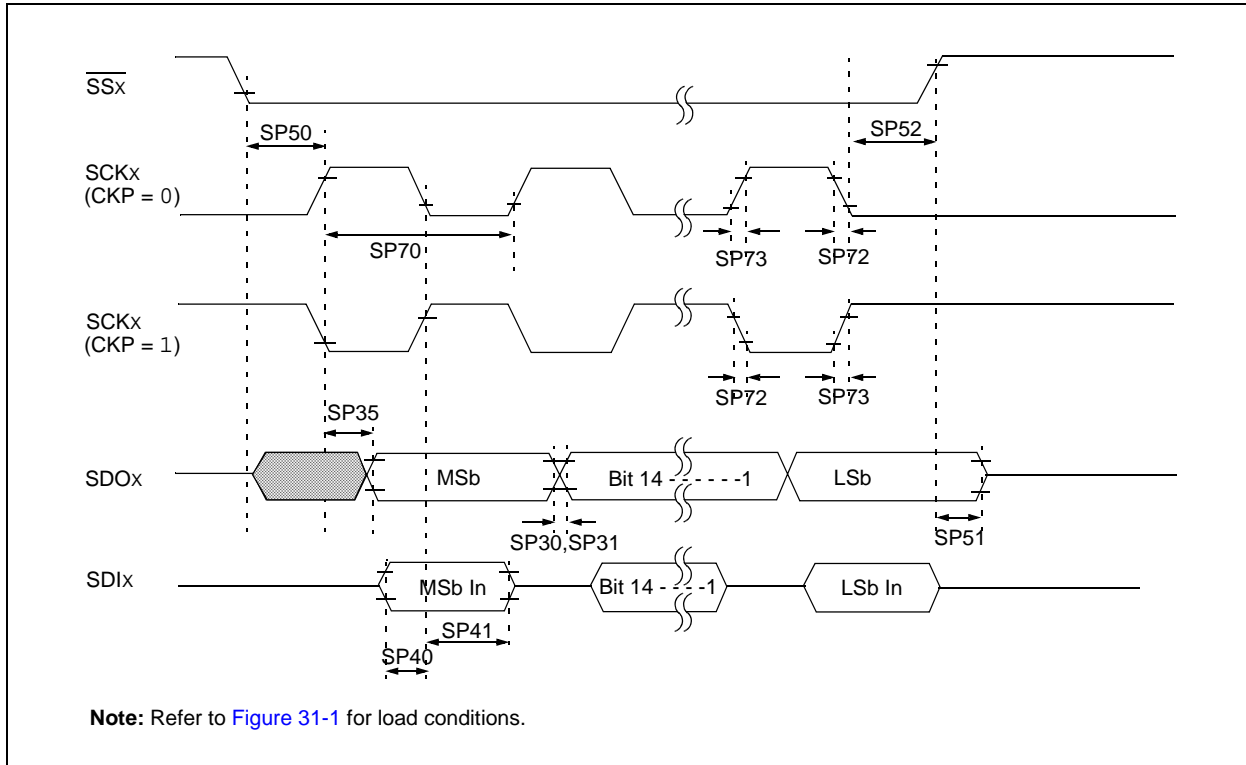 SSx
SP50
SP52
SCKx
(CKP = 0)
SP70
SP73
SP72
SCKx
(CKP = 1)
SP72
SP73
SP35
SDOx
MSb
Bit 14 - - - - - -1
LSb
SP30,SP31
SP51
SDIx
MSb In
Bit 14 - - - -1
LSb In
SP41
SP40
Note: Refer to Figure 31-1 for load conditions.